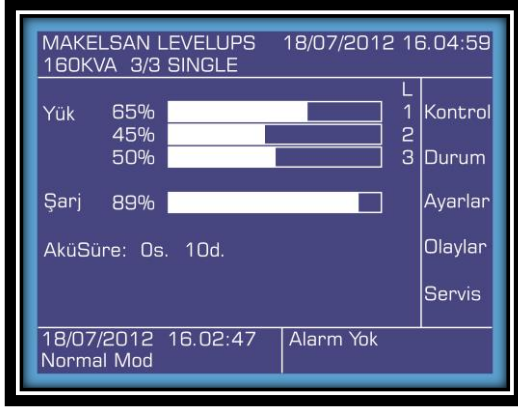 MAKELSAN LEVELUPS 18/07/2012 16.04:59
160KVA 3/3 SINGLE
L
Yük 65% 1
45% 2
50% 3
Şarj 89%
AküSüre: 0s. 10d.
Kontrol
Durum
Ayarlar
Olaylar
Servis
18/07/2012 16.02:47
Normal Mod
Alarm Yok